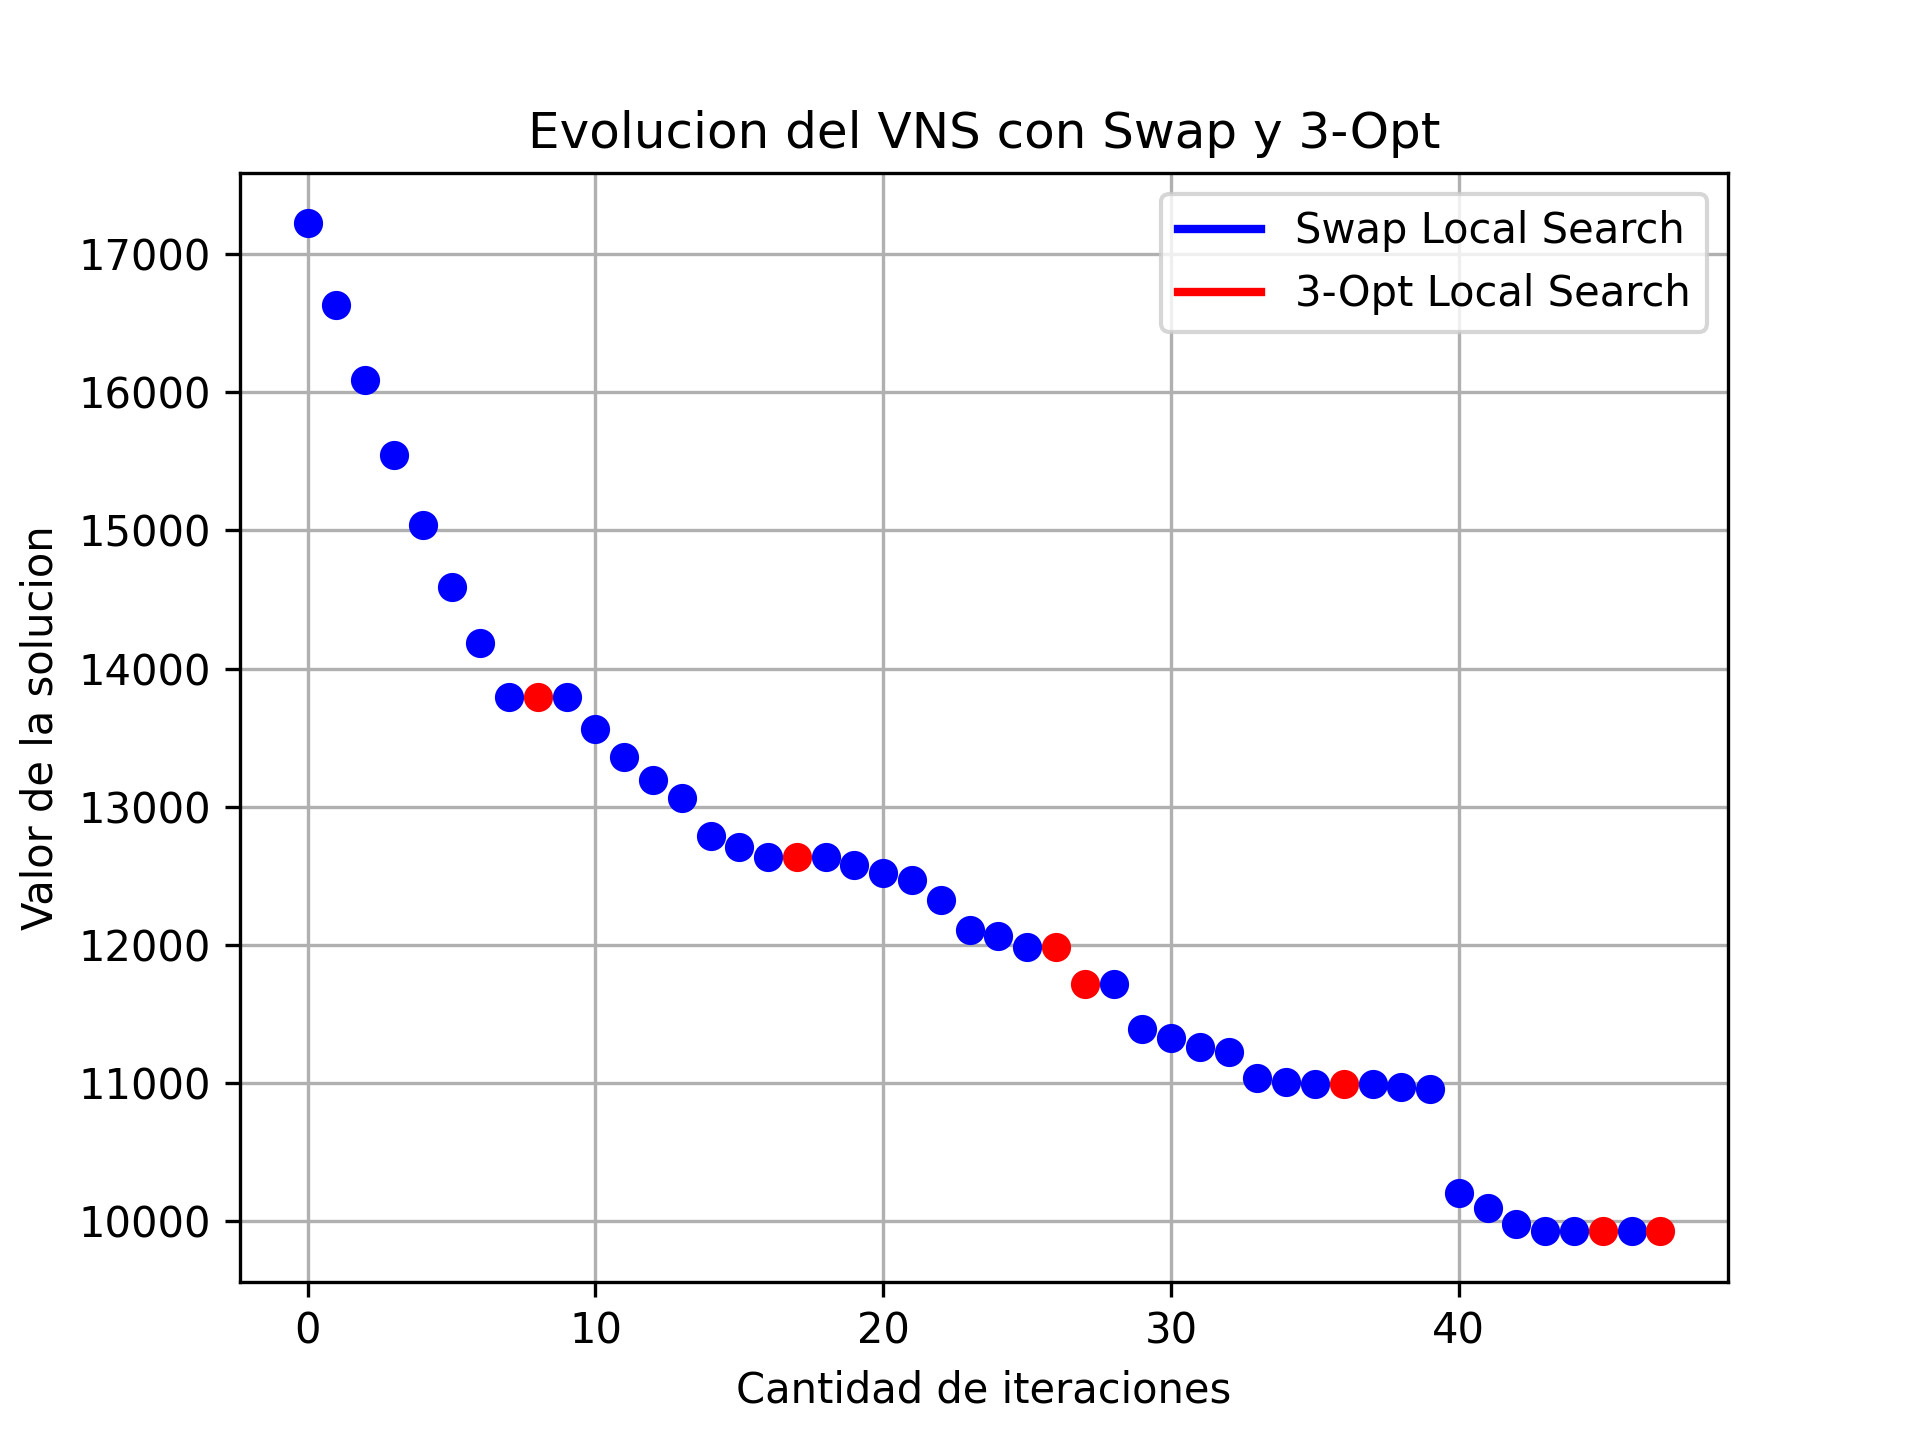 Evolucion del VNS con Swap y 3-Opt
Swap Local Search
3-Opt Local Search
Valor de la solucion
17000
16000
15000
14000
13000
12000
11000
10000
0 10 20 30 40
Cantidad de iteraciones